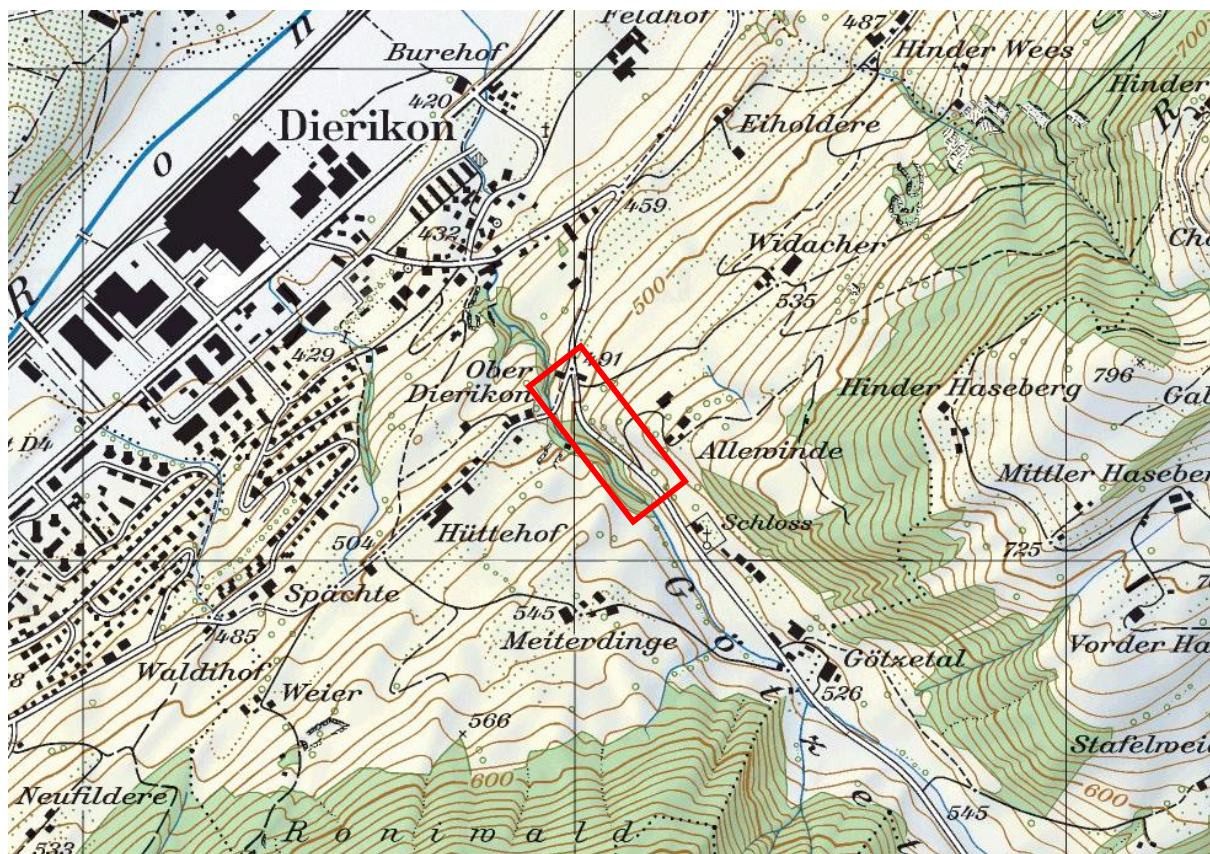 Feldhof
487
Hinder Wees
700
n
Burehof
420
Hinder
Dierikon
Eiholdere
R
o
459
432
Widacher
R
500
535
429
491
Ober
Dierikon
Hinder Haseberg
796
D4
Allewinde
Mittler Haseber
Hüttehof
Schloss
504
725
Spächte
G
545
Meiterdinge
ö
485
Vorder Ha
Waldihof
Götzetal
t
Weier
526
566
z
Stafelwei
600
600
Neufildere
e
545
Roniwald
t
533